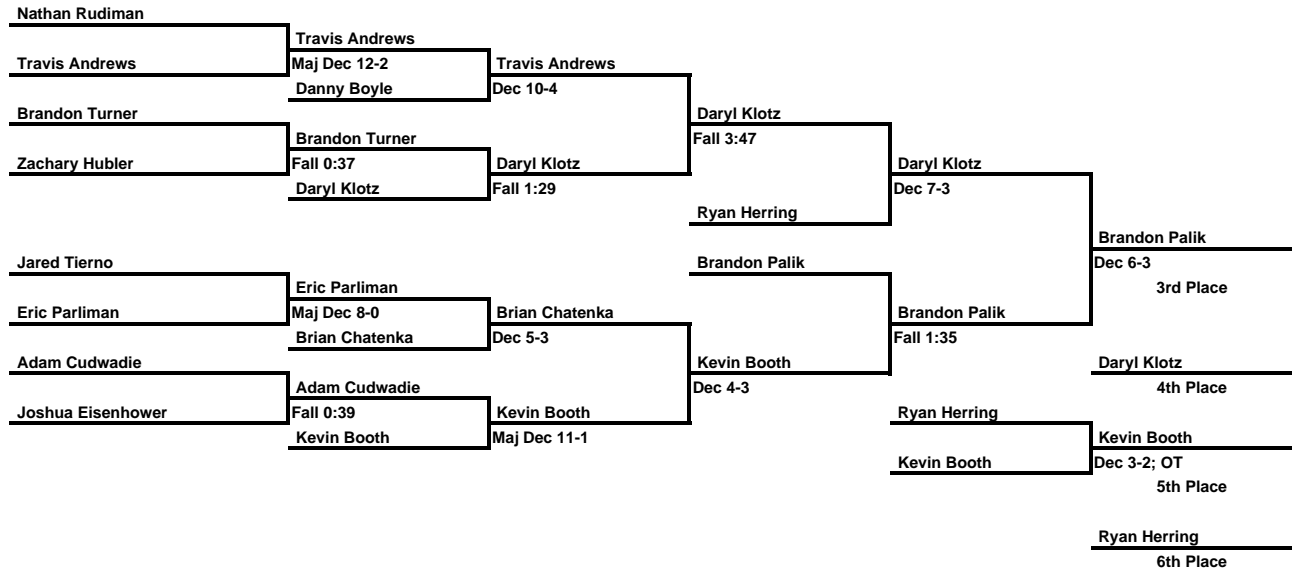 Nathan Rudiman
Travis Andrews
Travis Andrews
Maj Dec 12-2
Travis Andrews
Danny Boyle
Dec 10-4
Brandon Turner
Daryl Klotz
Brandon Turner
Fall 3:47
Zachary Hubler
Fall 0:37
Daryl Klotz
Daryl Klotz
Daryl Klotz
Fall 1:29
Dec 7-3
Ryan Herring
Brandon Palik
Jared Tierno
Brandon Palik
Dec 6-3
Eric Parliman
3rd Place
Eric Parliman
Maj Dec 8-0
Brian Chatenka
Brandon Palik
Brian Chatenka
Dec 5-3
Fall 1:35
Adam Cudwadie
Kevin Booth
Daryl Klotz
Adam Cudwadie
Dec 4-3
4th Place
Joshua Eisenhower
Fall 0:39
Kevin Booth
Ryan Herring
Kevin Booth
Maj Dec 11-1
Kevin Booth
Kevin Booth
Dec 3-2; OT
5th Place
Ryan Herring
6th Place